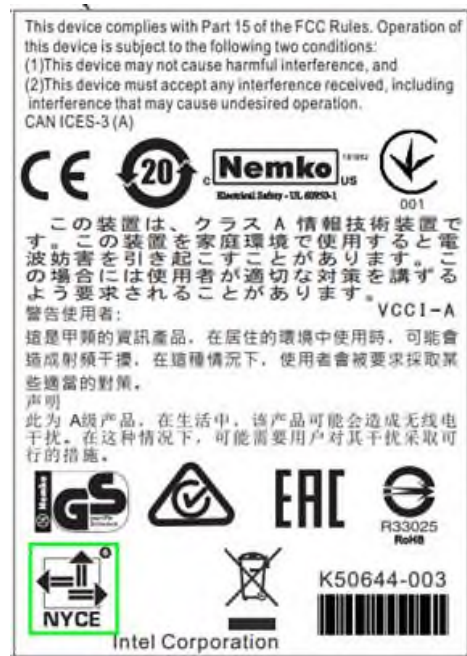 This device complies with Part 15 of the FCC Rules. Operation of
this device is subject to the following two conditions:
(1)This device may not cause harmful interference, and
(2)This device must accept any interference received, including
interference that may cause undesired operation.
CAN ICES-3 (A)
CE 20 c Nemko US
Electrical Safety - UL 60950-1
001
この装置は、クラス A 情報技術装置で
す。この装置を家庭環境で使用すると電
波妨害を引き起こすことがあります。こ
の場合には使用者が適切な対策を講ずる
よう要求されることがあります。
VCCI-A
警告使用者:
這是甲類的資訊產品，在居住的環境中使用時，可能會
造成射頻干擾，在這種情況下，使用者會被要求採取某
些適當的對策。
声明
此为 A级产品，在生活中，该产品可能会造成无线电
干扰。在这种情况下，可能需要用户对其干扰采取可
行的措施。
Nemko GS EAC
R33025
RoHS
NYCE
K50644-003
Intel Corporation